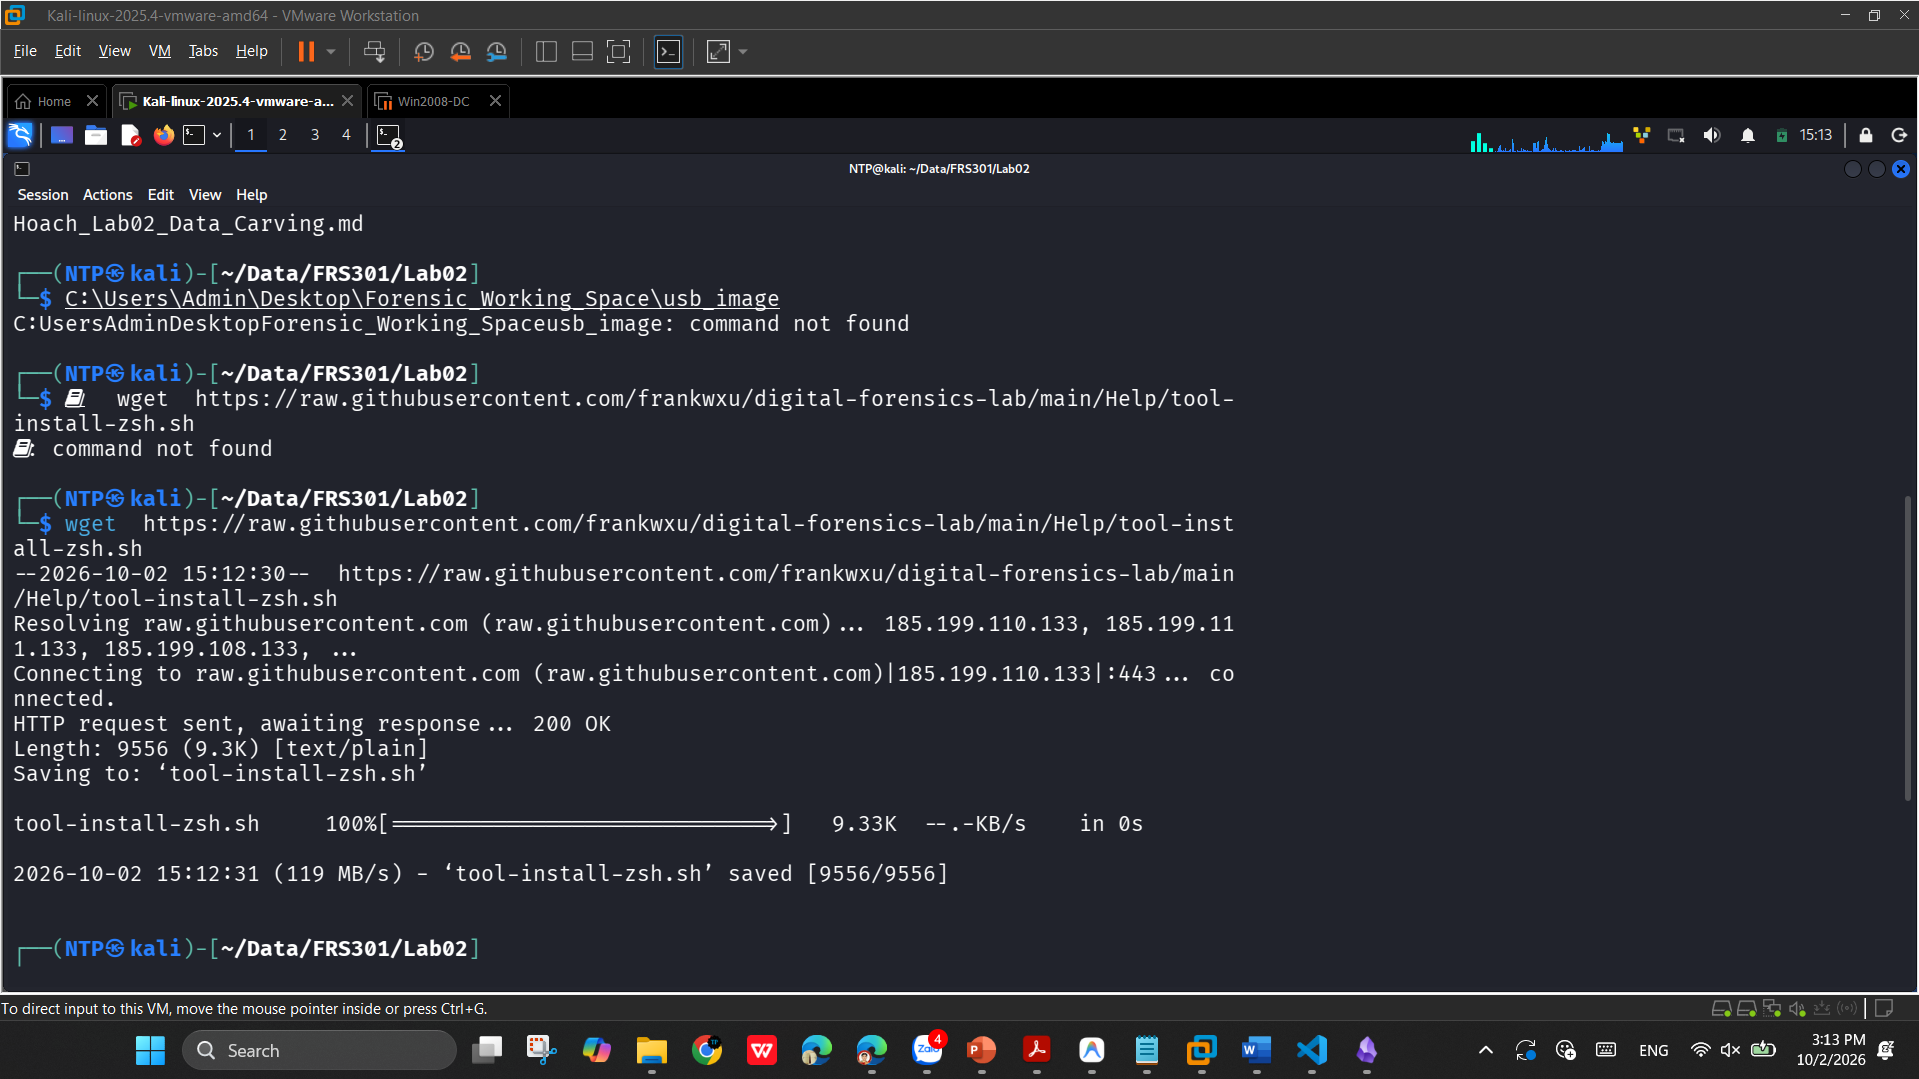 Kali-linux-2025.4-vmware-amd64 - VMware Workstation
File Edit View VM Tabs Help
Home
Kali-linux-2025.4-vmware-a...
Win2008-DC
1 2 3 4
2
15:13
NTP@kali: ~/Data/FRS301/Lab02
Session Actions Edit View Help
Hoach_Lab02_Data_Carving.md
┌──(NTP㉿kali)-[~/Data/FRS301/Lab02]
└─$ C:\Users\Admin\Desktop\Forensic_Working_Space\usb_image
C:UsersAdminDesktopForensic_Working_Spaceusb_image: command not found
┌──(NTP㉿kali)-[~/Data/FRS301/Lab02]
└─$ wget https://raw.githubusercontent.com/frankwxu/digital-forensics-lab/main/Help/tool-
install-zsh.sh
: command not found
┌──(NTP㉿kali)-[~/Data/FRS301/Lab02]
└─$ wget https://raw.githubusercontent.com/frankwxu/digital-forensics-lab/main/Help/tool-inst
all-zsh.sh
--2026-10-02 15:12:30-- https://raw.githubusercontent.com/frankwxu/digital-forensics-lab/main
/Help/tool-install-zsh.sh
Resolving raw.githubusercontent.com (raw.githubusercontent.com)... 185.199.110.133, 185.199.11
1.133, 185.199.108.133, ...
Connecting to raw.githubusercontent.com (raw.githubusercontent.com)|185.199.110.133|:443... co
nnected.
HTTP request sent, awaiting response... 200 OK
Length: 9556 (9.3K) [text/plain]
Saving to: ‘tool-install-zsh.sh’
tool-install-zsh.sh 100%[==============================>] 9.33K --.-KB/s in 0s
2026-10-02 15:12:31 (119 MB/s) - ‘tool-install-zsh.sh’ saved [9556/9556]
┌──(NTP㉿kali)-[~/Data/FRS301/Lab02]
To direct input to this VM, move the mouse pointer inside or press Ctrl+G.
Search
Zalo
4
ENG
3:13 PM
10/2/2026